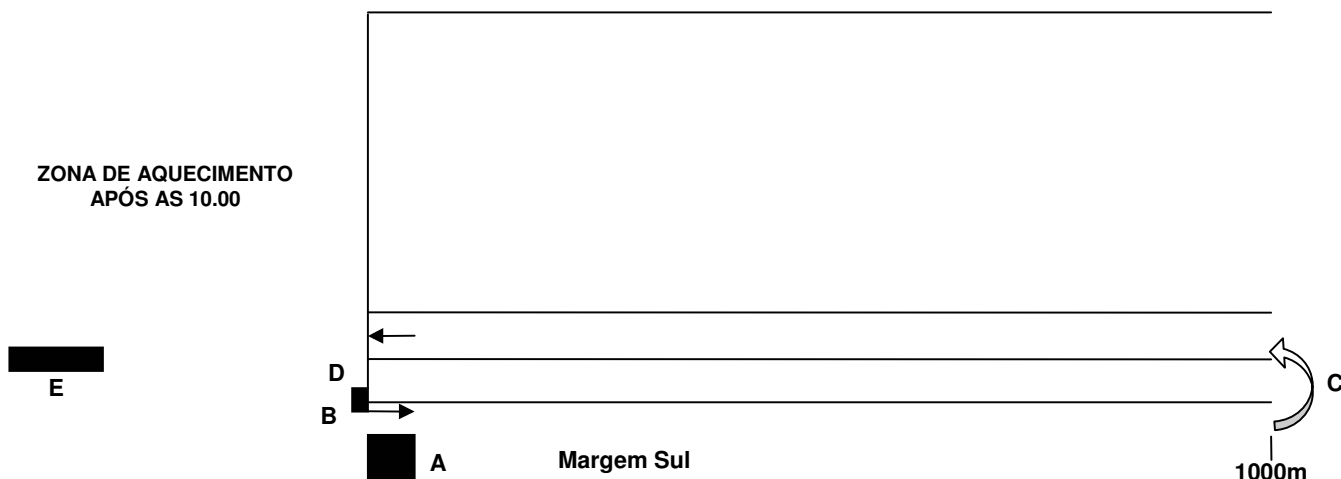 ZONA DE AQUECIMENTO
APÓS AS 10.00
E
D
B
C
A
Margem Sul
1000m